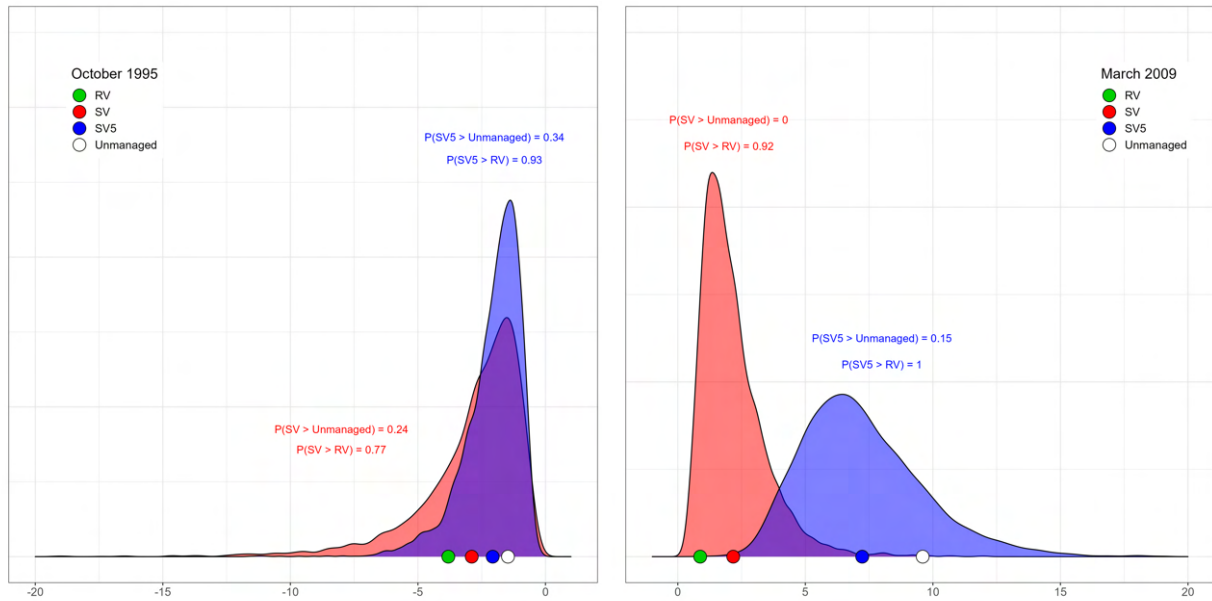 October 1995
RV
SV
SV5
Unmanaged
P(SV5 > Unmanaged) = 0.34
P(SV5 > RV) = 0.93
P(SV > Unmanaged) = 0.24
P(SV > RV) = 0.77
-20
-15
-10
-5
0
March 2009
RV
SV
SV5
Unmanaged
P(SV > Unmanaged) = 0
P(SV > RV) = 0.92
P(SV5 > Unmanaged) = 0.15
P(SV5 > RV) = 1
0
5
10
15
20